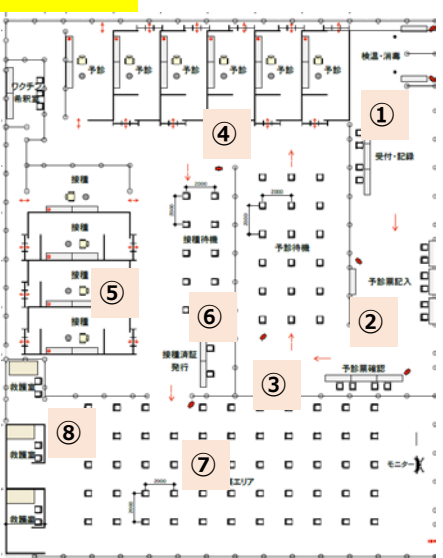 予診
予診
予診
予診
予診
予診
検温・消毒
ワクチン
希釈室
①
④
受付・記録
接種
2000
2000
2000
2000
接種待機
予診待機
接種
予診票記入
接種
⑤
⑥
②
接種
接種済証
発行
予診票確認
救護室
③
⑧
救護室
⑦
エリア
モニター
2000
2000
救護室